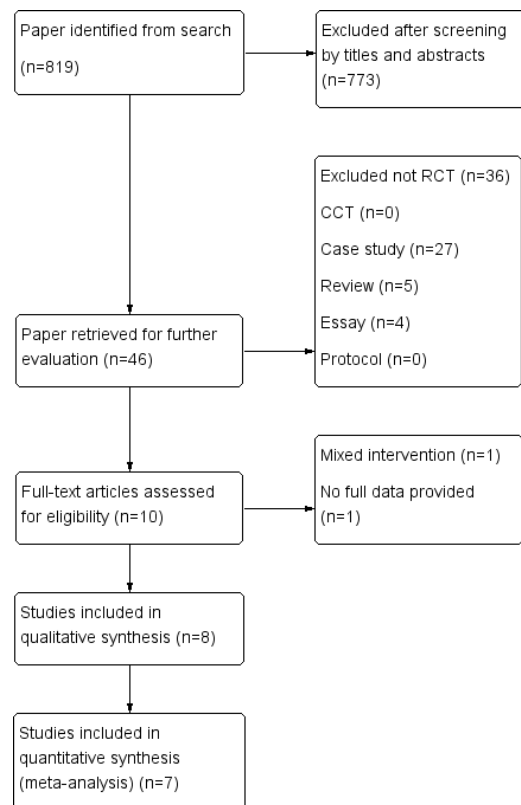 Paper identified from search
(n=819)
Excluded after screening
by titles and abstracts
(n=773)
Excluded not RCT (n=36)
CCT (n=0)
Case study (n=27)
Review (n=5)
Essay (n=4)
Protocol (n=0)
Paper retrieved for further
evaluation (n=46)
Mixed intervention (n=1)
No full data provided
(n=1)
Full-text articles assessed
for eligibility (n=10)
Studies included in
qualitative synthesis (n=8)
Studies included in
quantitative synthesis
(meta-analysis) (n=7)